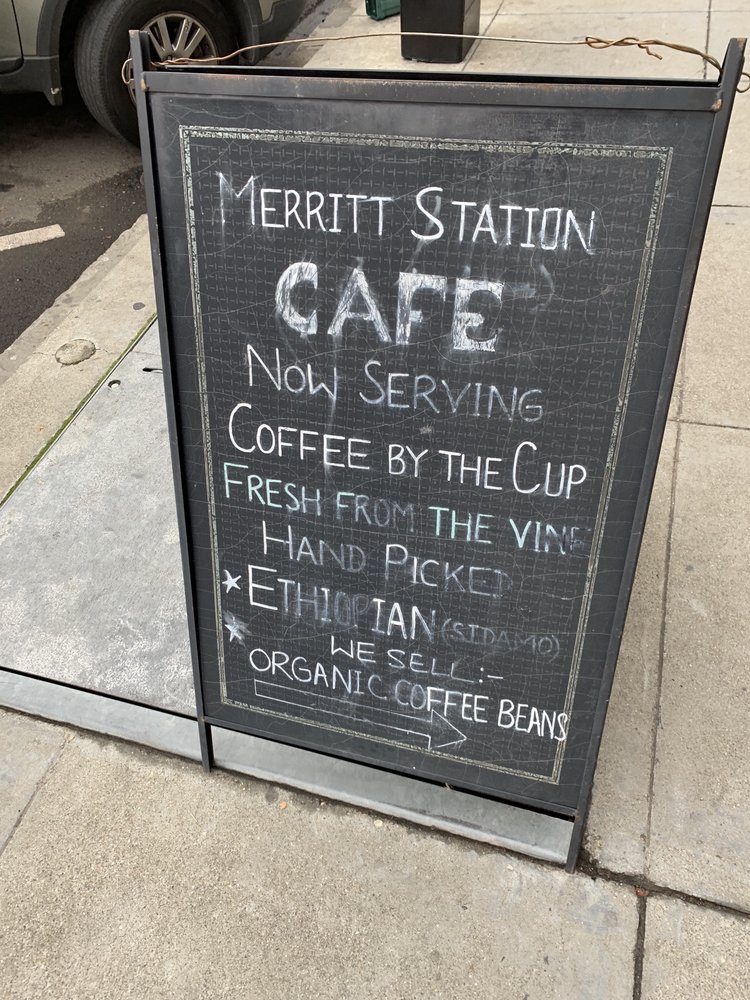 MERRITT STATION
CAFE
NOW SERVING
COFFEE BY THE CUP
FRESH FROM THE VINE
HAND PICKED
ETHIOPIAN (SIDAMO)
WE SELL:-
ORGANIC COFFEE BEANS